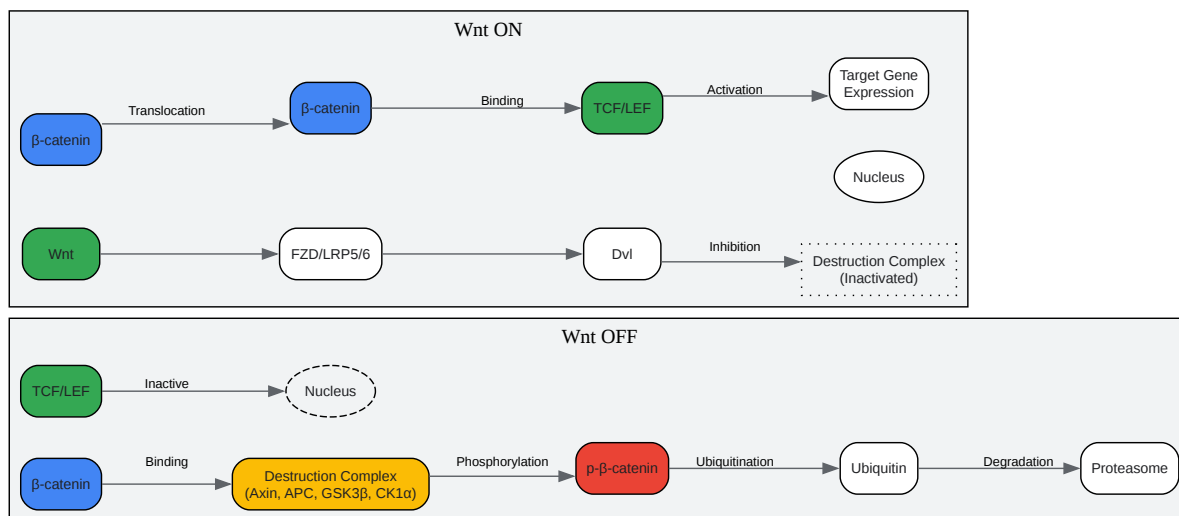 Wnt ON
Target Gene
Expression
Activation
β-catenin
Binding
TCF/LEF
Translocation
β-catenin
Nucleus
Wnt
FZD/LRP5/6
Dvl
Inhibition
Destruction Complex
(Inactivated)
Wnt OFF
TCF/LEF
Inactive
Nucleus
β-catenin
Binding
Destruction Complex
(Axin, APC, GSK3β, CK1α)
Phosphorylation
p-β-catenin
Ubiquitination
Ubiquitin
Degradation
Proteasome